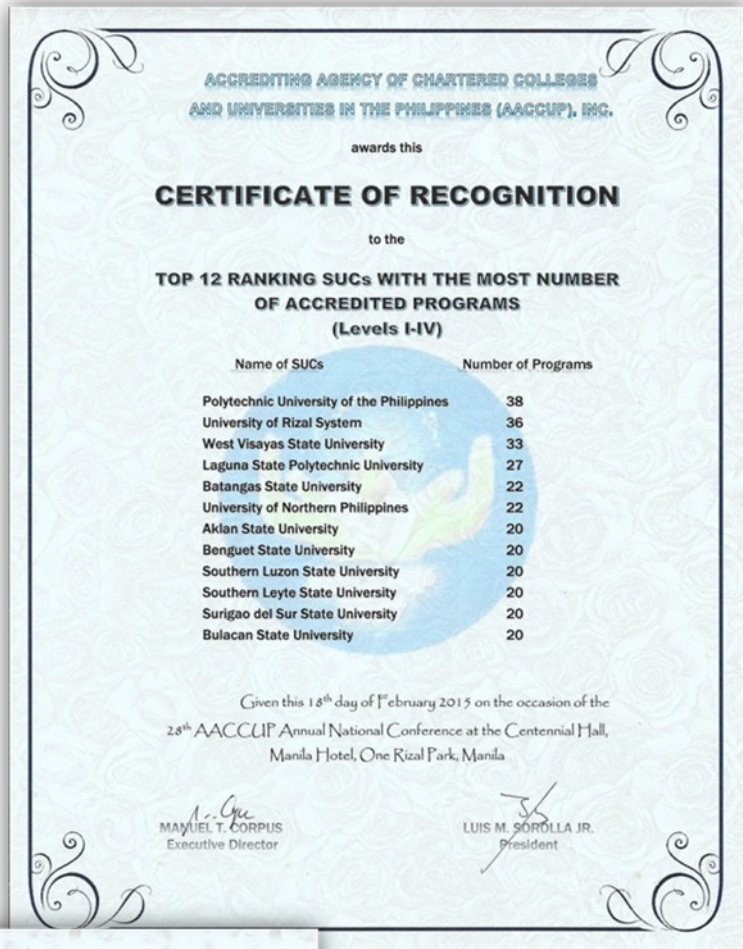 ACCREDITING AGENCY OF CHARTERED COLLEGES
AND UNIVERSITIES IN THE PHILIPPINES (AACCUP), INC.
awards this
CERTIFICATE OF RECOGNITION
to the
TOP 12 RANKING SUCs WITH THE MOST NUMBER
OF ACCREDITED PROGRAMS
(Levels I-IV)
Name of SUCs Number of Programs
Polytechnic University of the Philippines 38
University of Rizal System 36
West Visayas State University 33
Laguna State Polytechnic University 27
Batangas State University 22
University of Northern Philippines 22
Aklan State University 20
Benguet State University 20
Southern Luzon State University 20
Southern Leyte State University 20
Surigao del Sur State University 20
Bulacan State University 20
Given this 18th day of February 2015 on the occasion of the
28th AACCUP Annual National Conference at the Centennial Hall,
Manila Hotel, One Rizal Park, Manila
MANUEL T. CORPUS LUIS M. SOROLLA JR.
Executive Director President